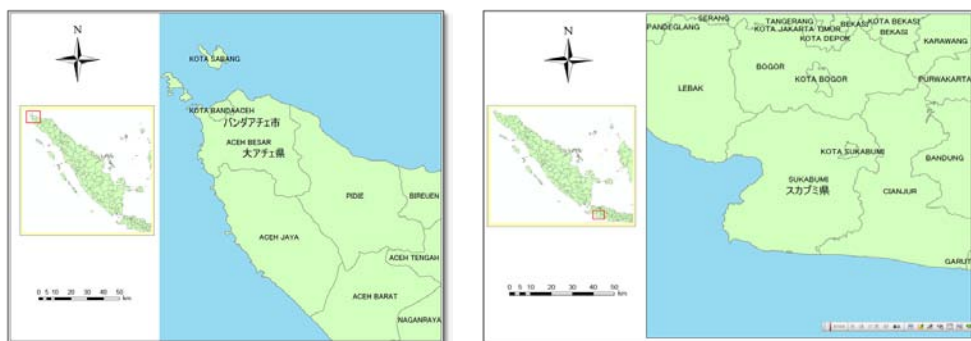 N
KOTA SABANG
KOTA BANDAACEH
バンダアチェ市
ACEH BESAR
大アチェ県
PIDIE
BIREUEN
ACEH JAYA
ACEH TENGAH
ACEH BARAT
NAGANRAYA
0 5 10 20 30 40 50
km
N
SERANG
PANDEGLANG
TANGERANG
KOTA JAKARTA TIMUR
KOTA DEPOK
BEKASI
KOTA BEKASI
BEKASI
KARAWANG
BOGOR
KOTA BOGOR
PURWAKARTA
LEBAK
KOTA SUKABUMI
BANDUNG
SUKABUMI
スカブミ県
CIANJUR
GARUT
0 5 10 20 30 40 50
km